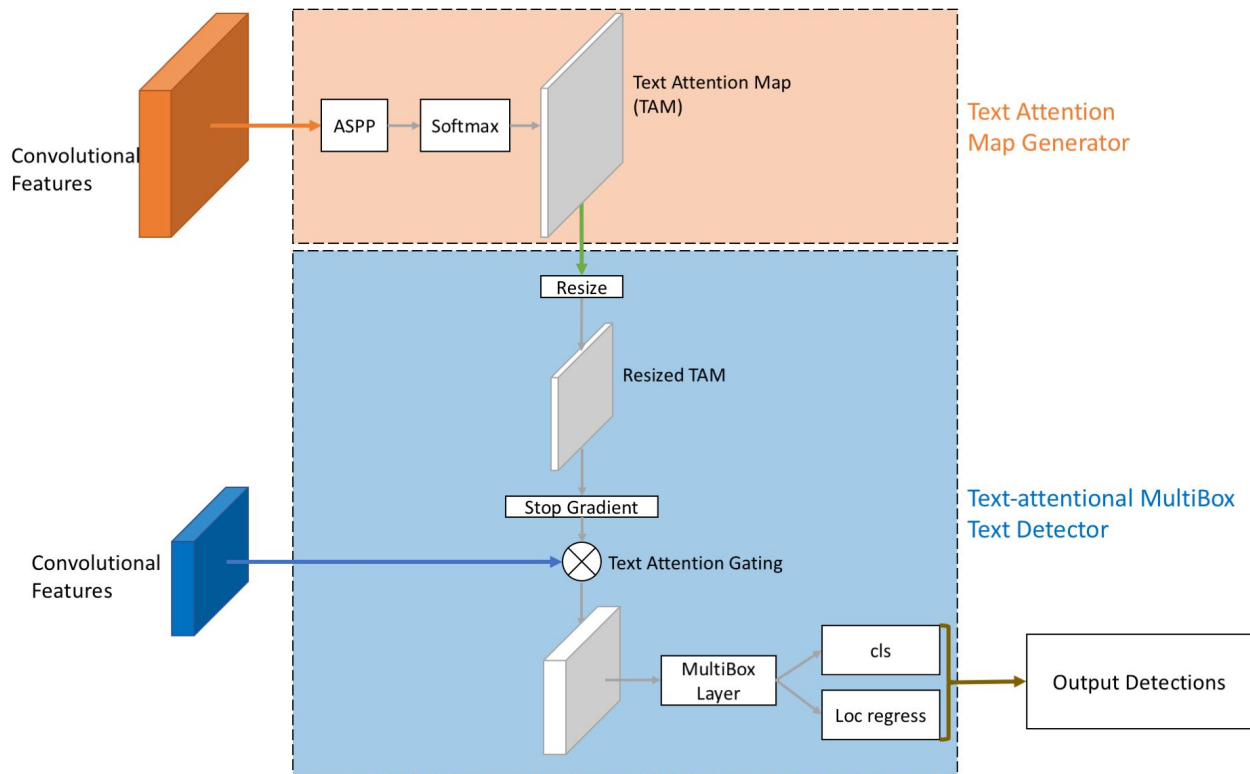 Convolutional
Features
ASPP
Softmax
Text Attention Map
(TAM)
Text Attention
Map Generator
Resize
Resized TAM
Stop Gradient
Text-attentional MultiBox
Text Detector
Convolutional
Features
Text Attention Gating
MultiBox
Layer
cls
Loc regress
Output Detections